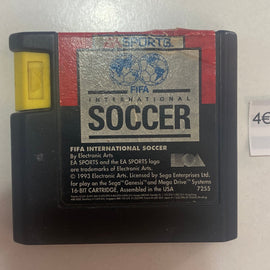 EA SPORTS
FIFA
INTERNATIONAL
SOCCER
FIFA INTERNATIONAL SOCCER
By Electronic Arts
EA SPORTS and the EA SPORTS logo
are trademarks of Electronic Arts.
© 1993 Electronic Arts. Licensed by Sega Enterprises Ltd.
for play on the Sega™ Genesis™ and Mega Drive™ Systems
16-BIT CARTRIDGE. Assembled in the USA
7255
4€